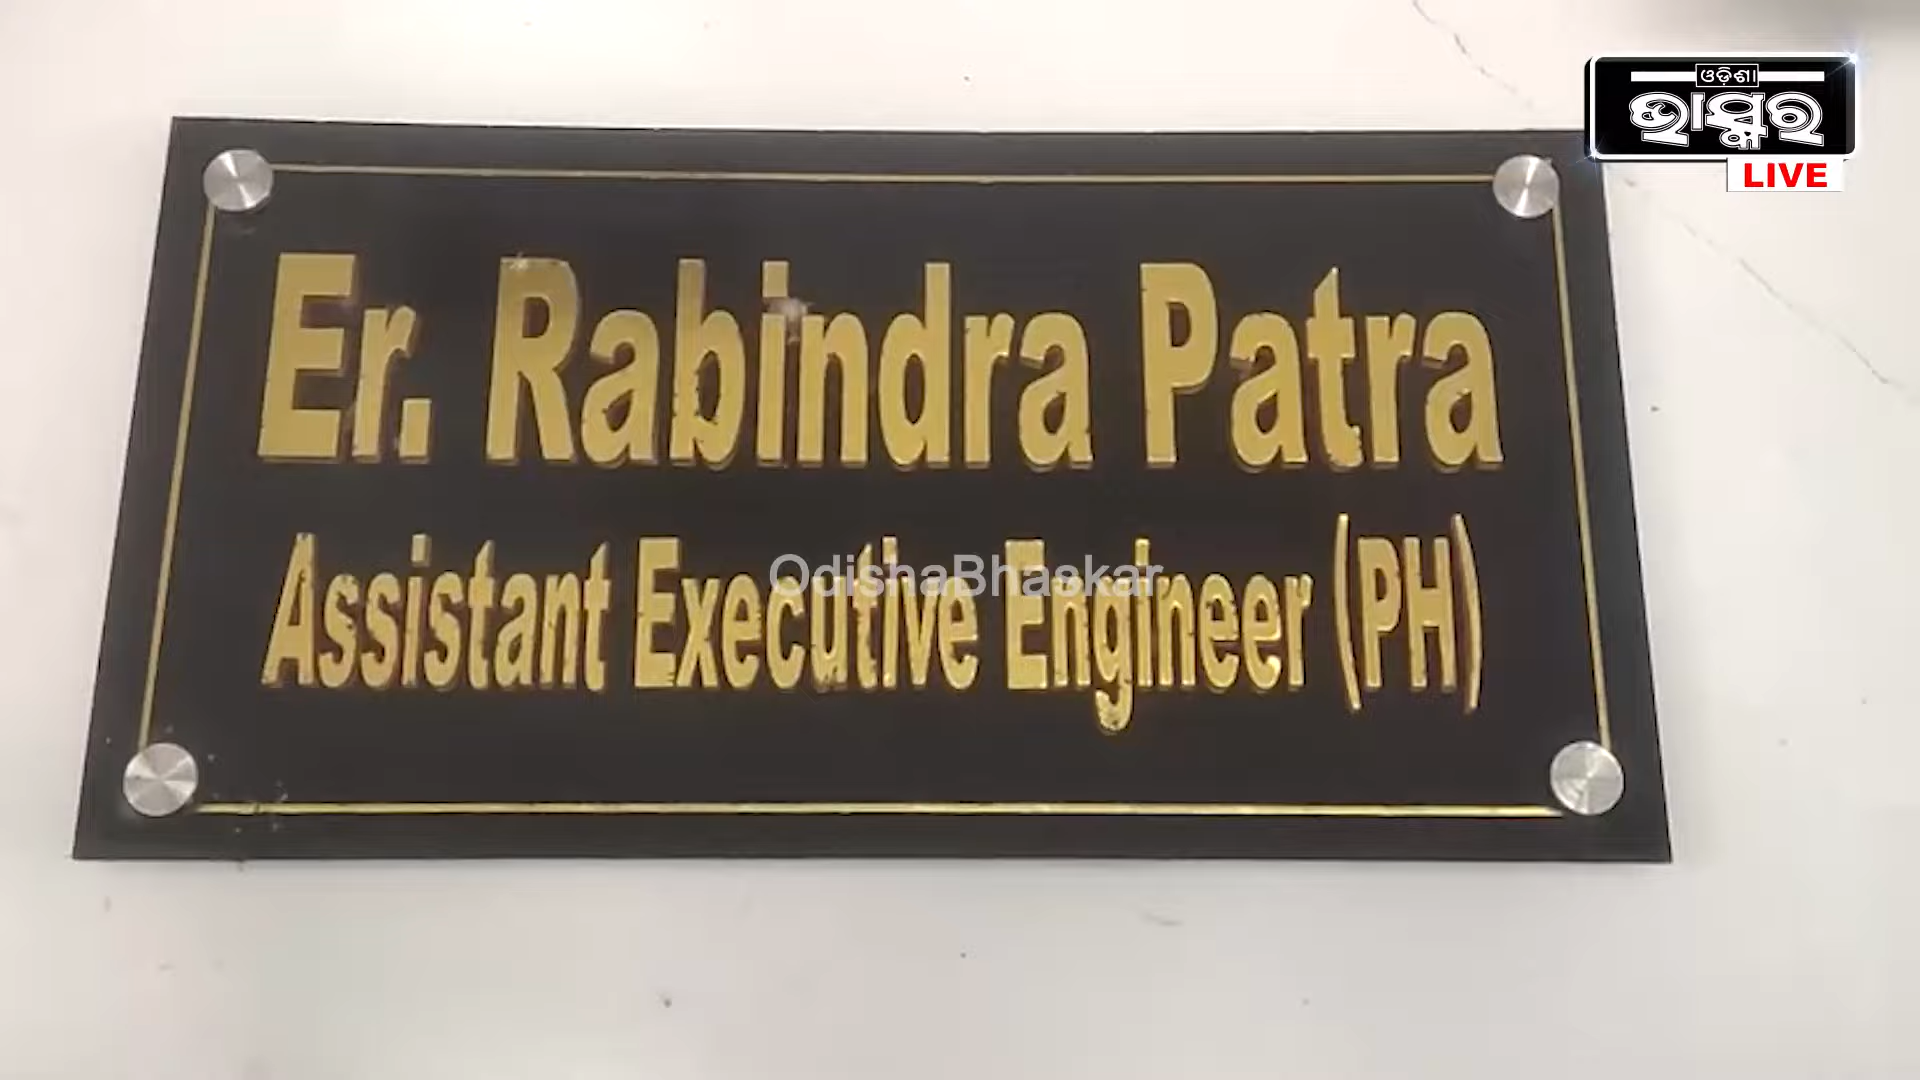 ଓଡ଼ିଶା
ଭାସ୍କର
LIVE
Er. Rabindra Patra
Assistant Executive Engineer (PH)
OdishaBhaskar